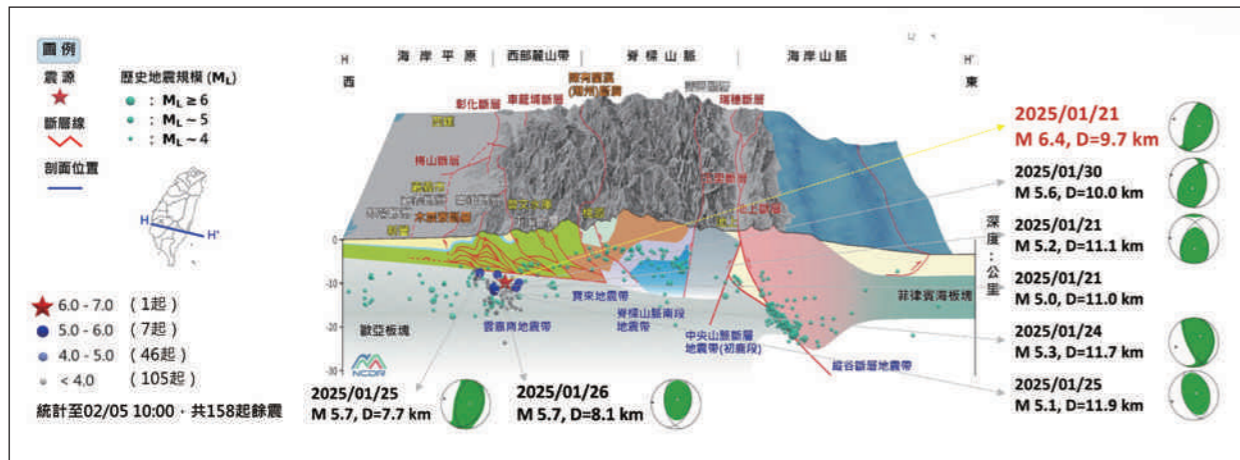 圖例
震源
斷層線
剖面位置
歷史地震規模 (ML)
: ML ≥ 6
: ML ~ 5
: ML ~ 4
H
H'
6.0 - 7.0 (1起)
5.0 - 6.0 (7起)
4.0 - 5.0 (46起)
< 4.0 (105起)
統計至02/05 10:00,共158起餘震
H
西
海岸平原
西部麓山帶
脊樑山脈
海岸山脈
H'
東
彰化斷層
車籠埔斷層
瑞穗斷層
梅山斷層
木屐寮斷層
0
-10
-20
-30
深度:公里
歐亞板塊
菲律賓海板塊
雲嘉南地震帶
寶來地震帶
脊樑山脈南段
地震帶
中央山脈斷層
地震帶(初鹿段)
縱谷斷層地震帶
NCDR
2025/01/21
M 6.4, D=9.7 km
2025/01/30
M 5.6, D=10.0 km
2025/01/21
M 5.2, D=11.1 km
2025/01/21
M 5.0, D=11.0 km
2025/01/24
M 5.3, D=11.7 km
2025/01/25
M 5.1, D=11.9 km
2025/01/25
M 5.7, D=7.7 km
2025/01/26
M 5.7, D=8.1 km